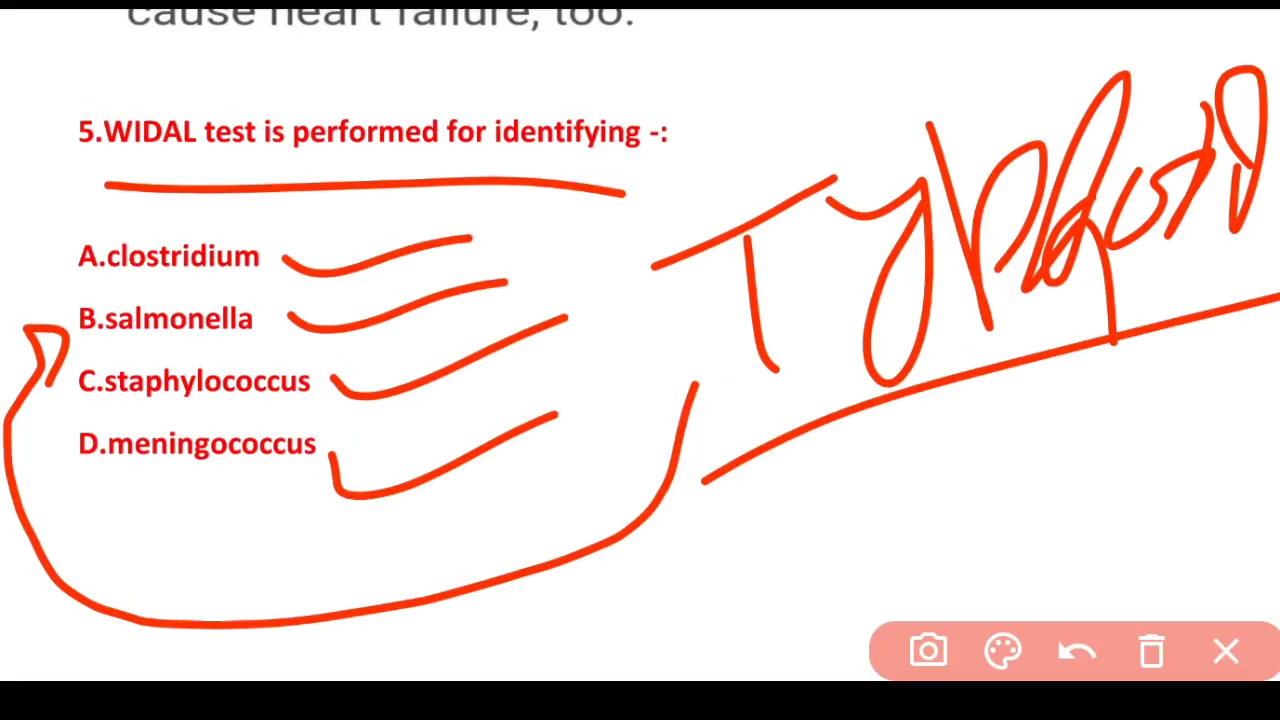 cause heart failure, too.
5.WIDAL test is performed for identifying -:
Typhoid
A.clostridium
B.salmonella
C.staphylococcus
D.meningococcus